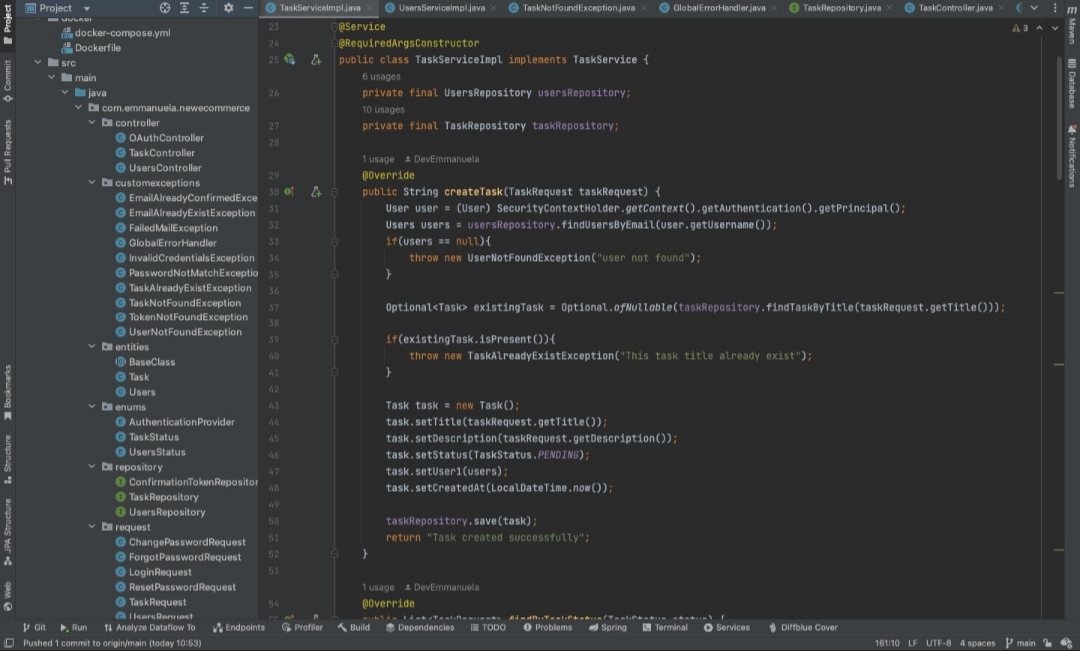 Project
TaskServiceImpl.java
UsersServiceImpl.java
TaskNotFoundException.java
GlobalErrorHandler.java
TaskRepository.java
TaskController.java
docker-compose.yml
Dockerfile
src
main
java
com.emmanuela.newecommerce
controller
OAuthController
TaskController
UsersController
customexceptions
EmailAlreadyConfirmedExce
EmailAlreadyExistException
FailedMailException
GlobalErrorHandler
InvalidCredentialsException
PasswordNotMatchExceptio
TaskAlreadyExistException
TaskNotFoundException
TokenNotFoundException
UserNotFoundException
entities
BaseClass
Task
Users
enums
AuthenticationProvider
TaskStatus
UsersStatus
repository
ConfirmationTokenRepositor
TaskRepository
UsersRepository
request
ChangePasswordRequest
ForgotPasswordRequest
LoginRequest
ResetPasswordRequest
TaskRequest
UsersRequest
Project
Commit
Pull Requests
Bookmarks
Structure
JPA Structure
Web
23 @Service
24 @RequiredArgsConstructor
25 public class TaskServiceImpl implements TaskService {
6 usages
26 private final UsersRepository usersRepository;
10 usages
27 private final TaskRepository taskRepository;
28
1 usage DevEmmanuela
29 @Override
30 public String createTask(TaskRequest taskRequest) {
31 User user = (User) SecurityContextHolder.getContext().getAuthentication().getPrincipal();
32 Users users = usersRepository.findUsersByEmail(user.getUsername());
33 if(users == null){
34 throw new UserNotFoundException("user not found");
35 }
36
37 Optional<Task> existingTask = Optional.ofNullable(taskRepository.findTaskByTitle(taskRequest.getTitle()));
38
39 if(existingTask.isPresent()){
40 throw new TaskAlreadyExistException("This task title already exist");
41 }
42
43 Task task = new Task();
44 task.setTitle(taskRequest.getTitle());
45 task.setDescription(taskRequest.getDescription());
46 task.setStatus(TaskStatus.PENDING);
47 task.setUser1(users);
48 task.setCreatedAt(LocalDateTime.now());
49
50 taskRepository.save(task);
51 return "Task created successfully";
52 }
53
1 usage DevEmmanuela
54 @Override
3
Maven
Database
Notifications
Git
Run
Analyze Dataflow To
Endpoints
Profiler
Build
Dependencies
TODO
Problems
Spring
Terminal
Services
Diffblue Cover
Pushed 1 commit to origin/main (today 10:53)
161:10 LF UTF-8 4 spaces main